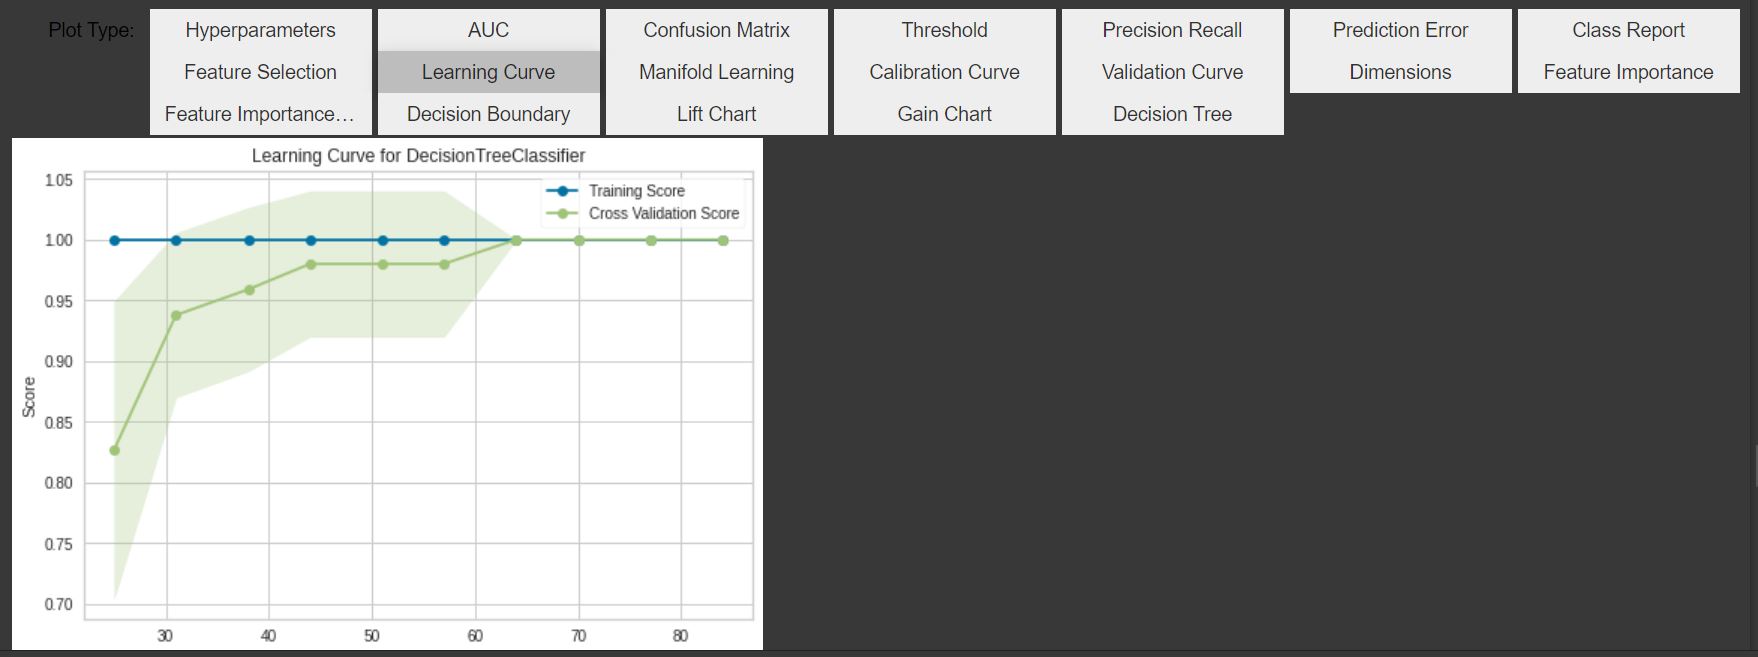 Plot Type: Hyperparameters AUC Confusion Matrix Threshold Precision Recall Prediction Error Class Report
Feature Selection Learning Curve Manifold Learning Calibration Curve Validation Curve Dimensions Feature Importance
Feature Importance… Decision Boundary Lift Chart Gain Chart Decision Tree
Learning Curve for DecisionTreeClassifier
Training Score
Cross Validation Score
1.05
1.00
0.95
0.90
0.85
0.80
0.75
0.70
Score
30 40 50 60 70 80